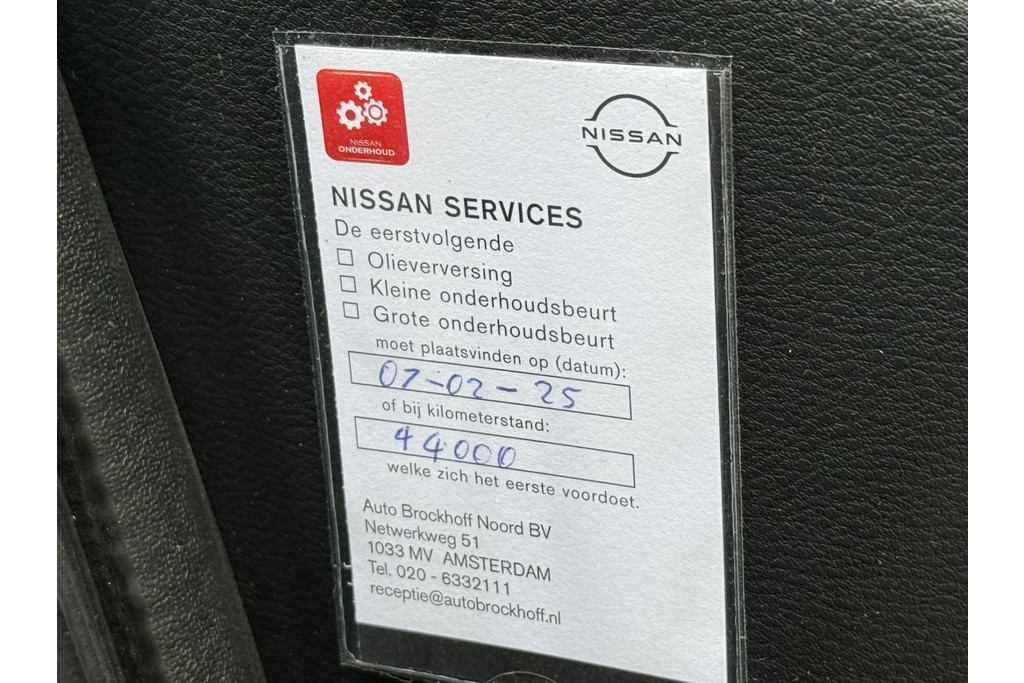 NISSAN
ONDERHOUD
NISSAN
NISSAN SERVICES
De eerstvolgende
Olieverversing
Kleine onderhoudsbeurt
Grote onderhoudsbeurt
moet plaatsvinden op (datum):
07-02-25
of bij kilometerstand:
44000
welke zich het eerste voordoet.
Auto Brockhoff Noord BV
Netwerkweg 51
1033 MV AMSTERDAM
Tel. 020 - 6332111
receptie@autobrockhoff.nl